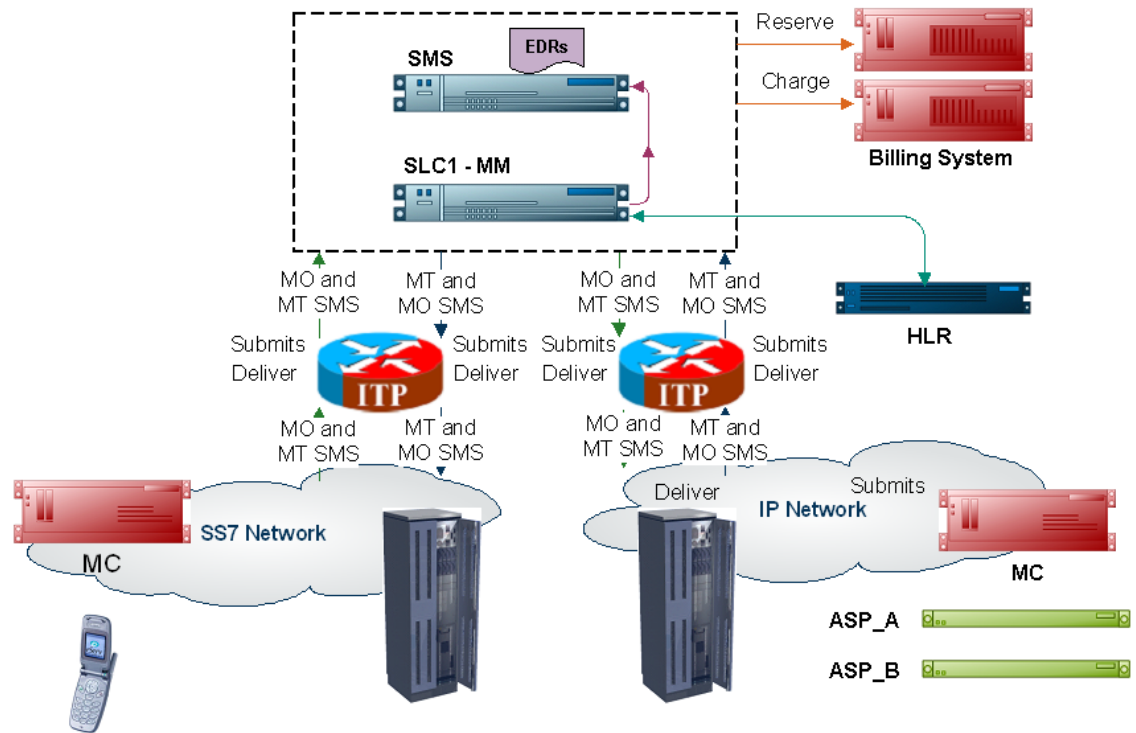 Reserve
EDRs
SMS
Charge
Billing System
SLC1 - MM
MO and
MT SMS
MT and
MO SMS
MO and
MT SMS
MT and
MO SMS
HLR
Submits
Deliver
ITP
Submits
Deliver
Submits
Deliver
ITP
Submits
Deliver
MO and
MT SMS
MT and
MO SMS
MO and
MT SMS
MT and
MO SMS
Deliver
Submits
SS7 Network
IP Network
MC
MC
ASP_A
ASP_B